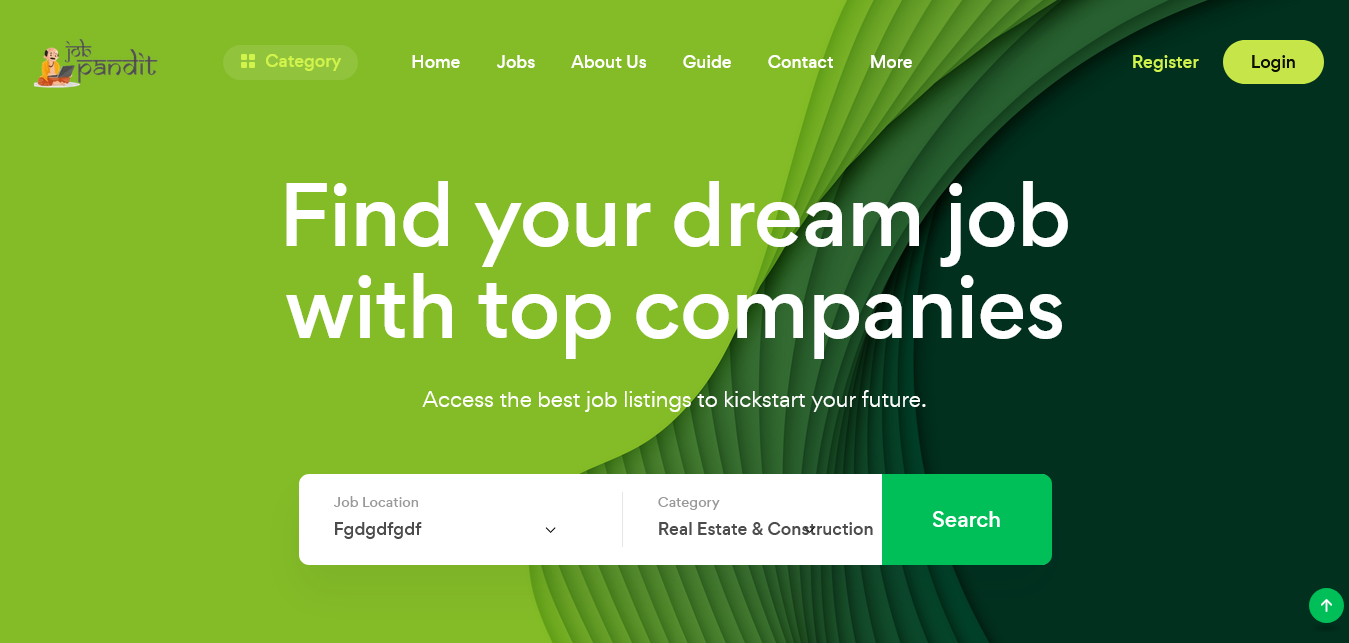 job
pandit
Category
Home
Jobs
About Us
Guide
Contact
More
Register
Login
Find your dream job
with top companies
Access the best job listings to kickstart your future.
Job Location
Category
Fgdgdfgdf
Real Estate & Construction
Search